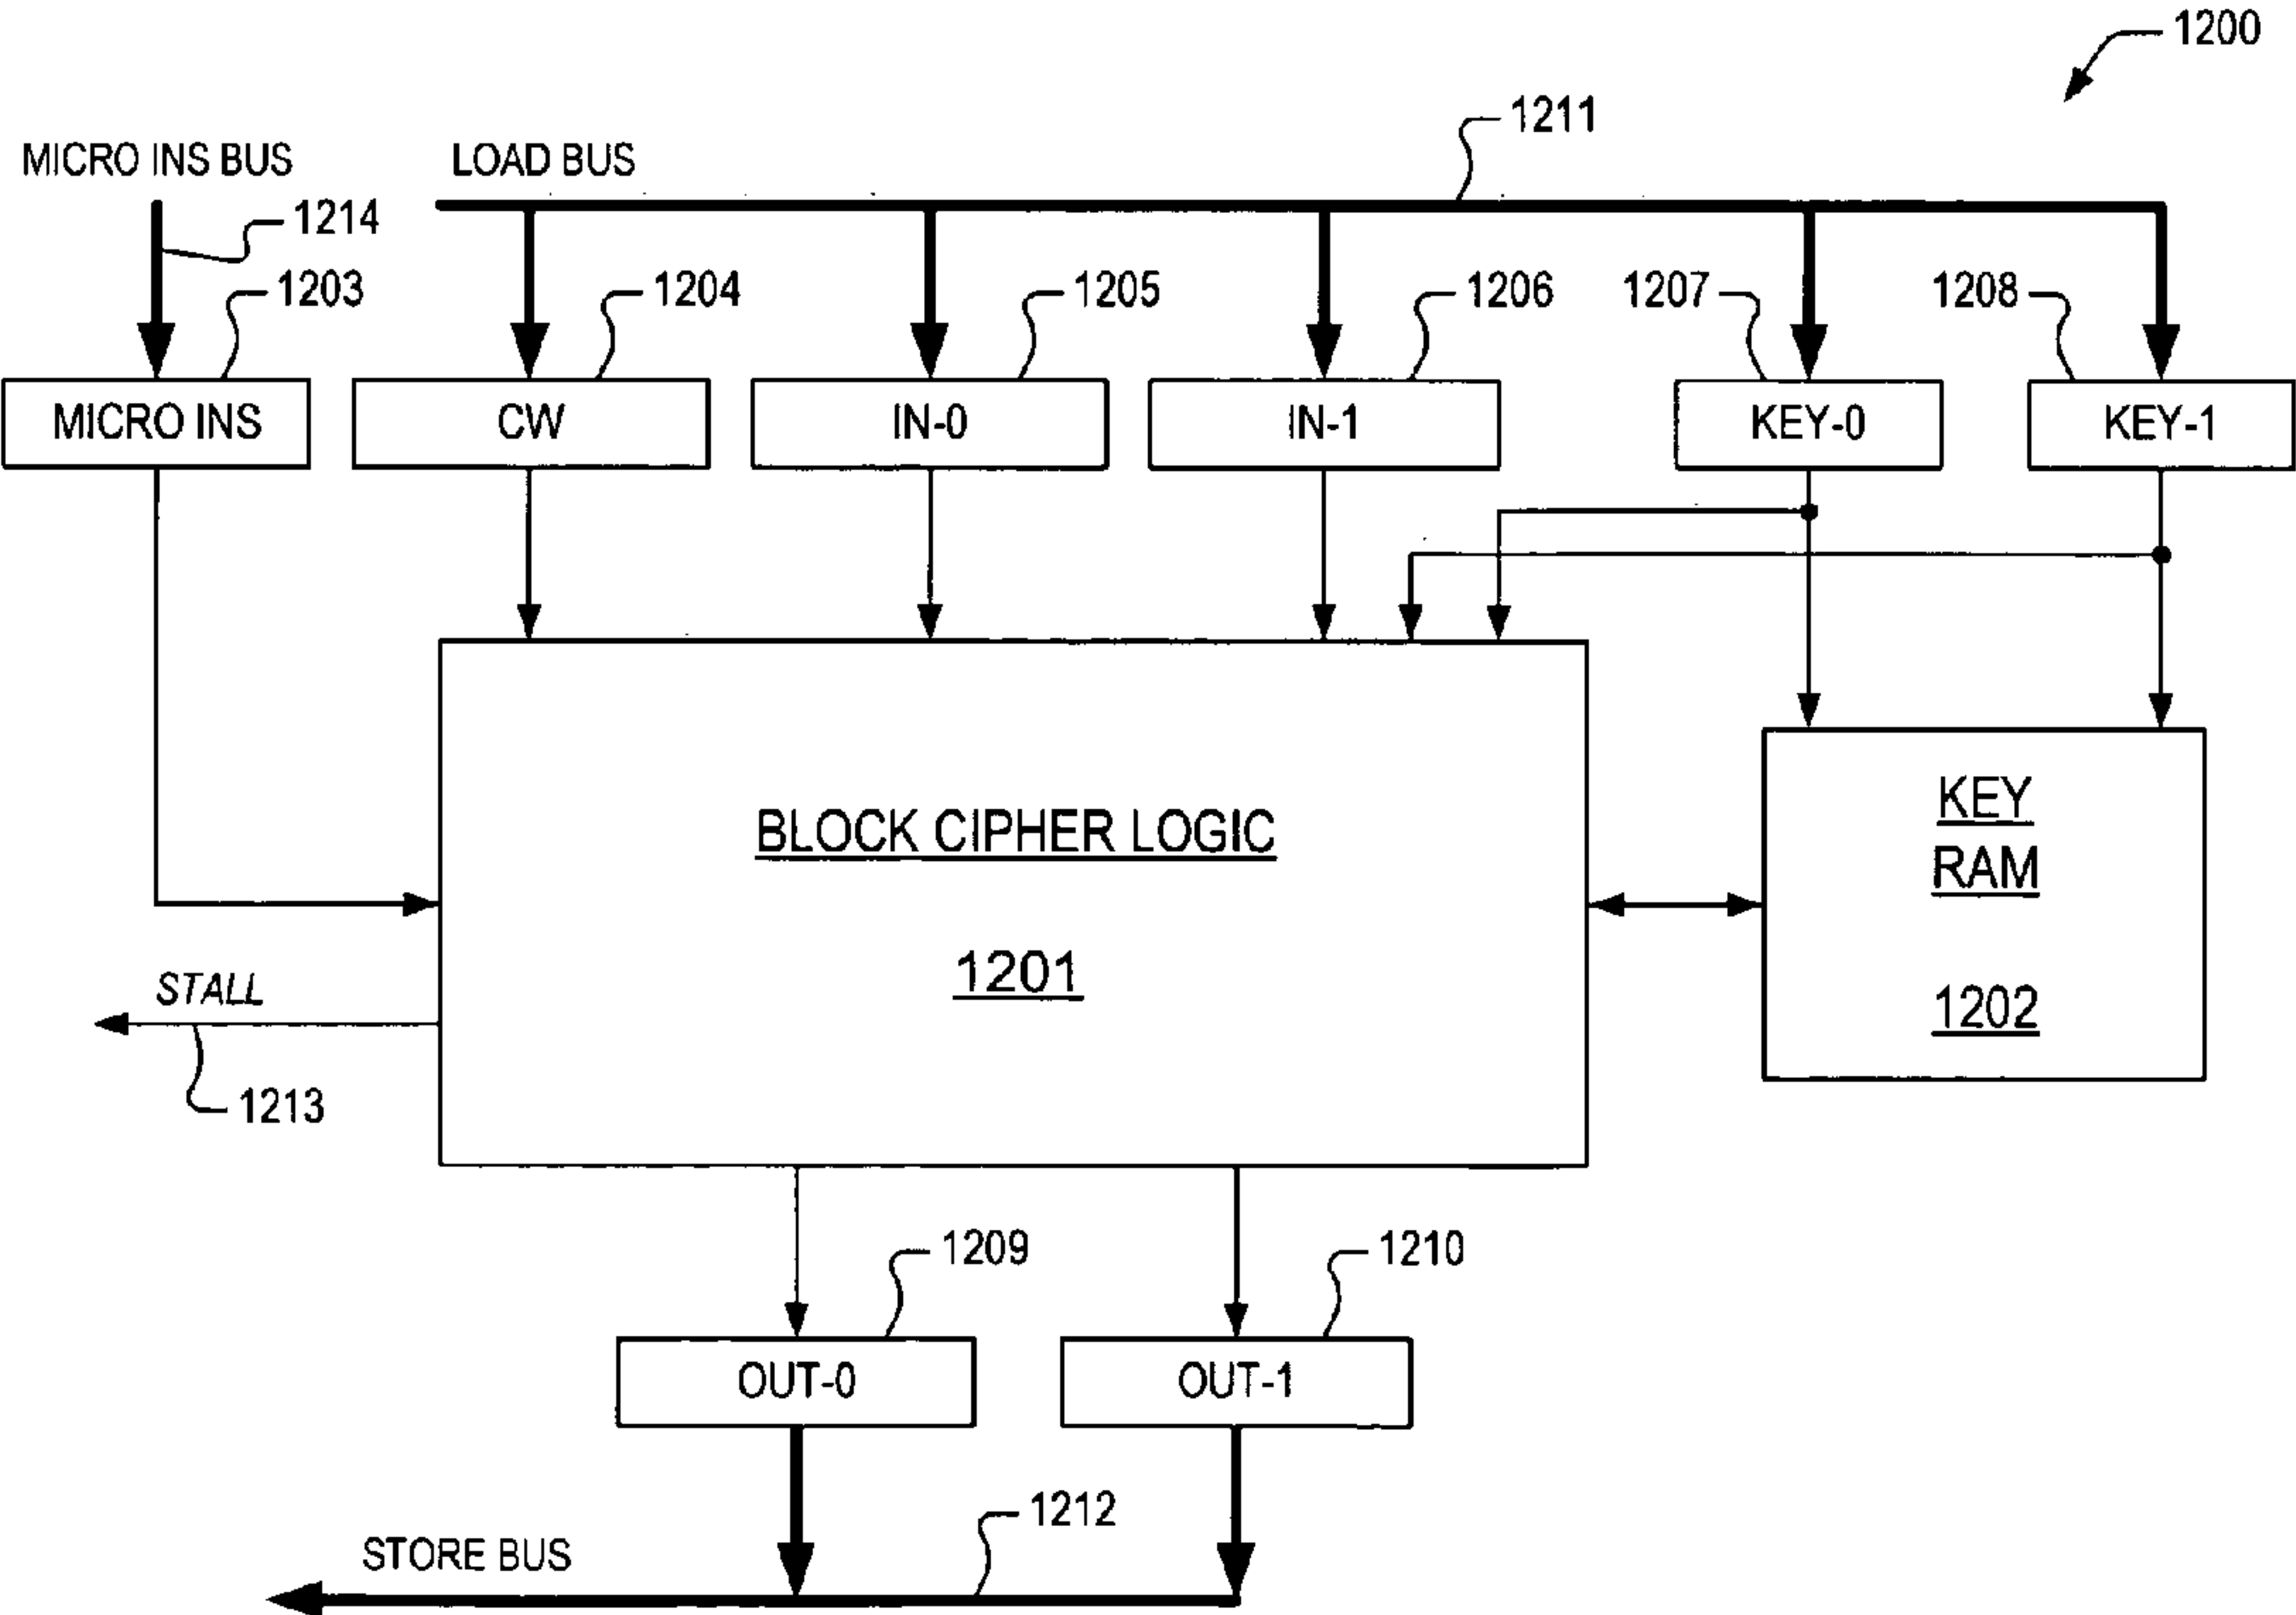 1200
1211
MICRO INS BUS
LOAD BUS
1214
1203
1204
1205
1206
1207
1208
MICRO INS
CW
IN-0
IN-1
KEY-0
KEY-1
BLOCK CIPHER LOGIC
1201
KEY
RAM
1202
STALL
1213
1209
1210
OUT-0
OUT-1
1212
STORE BUS